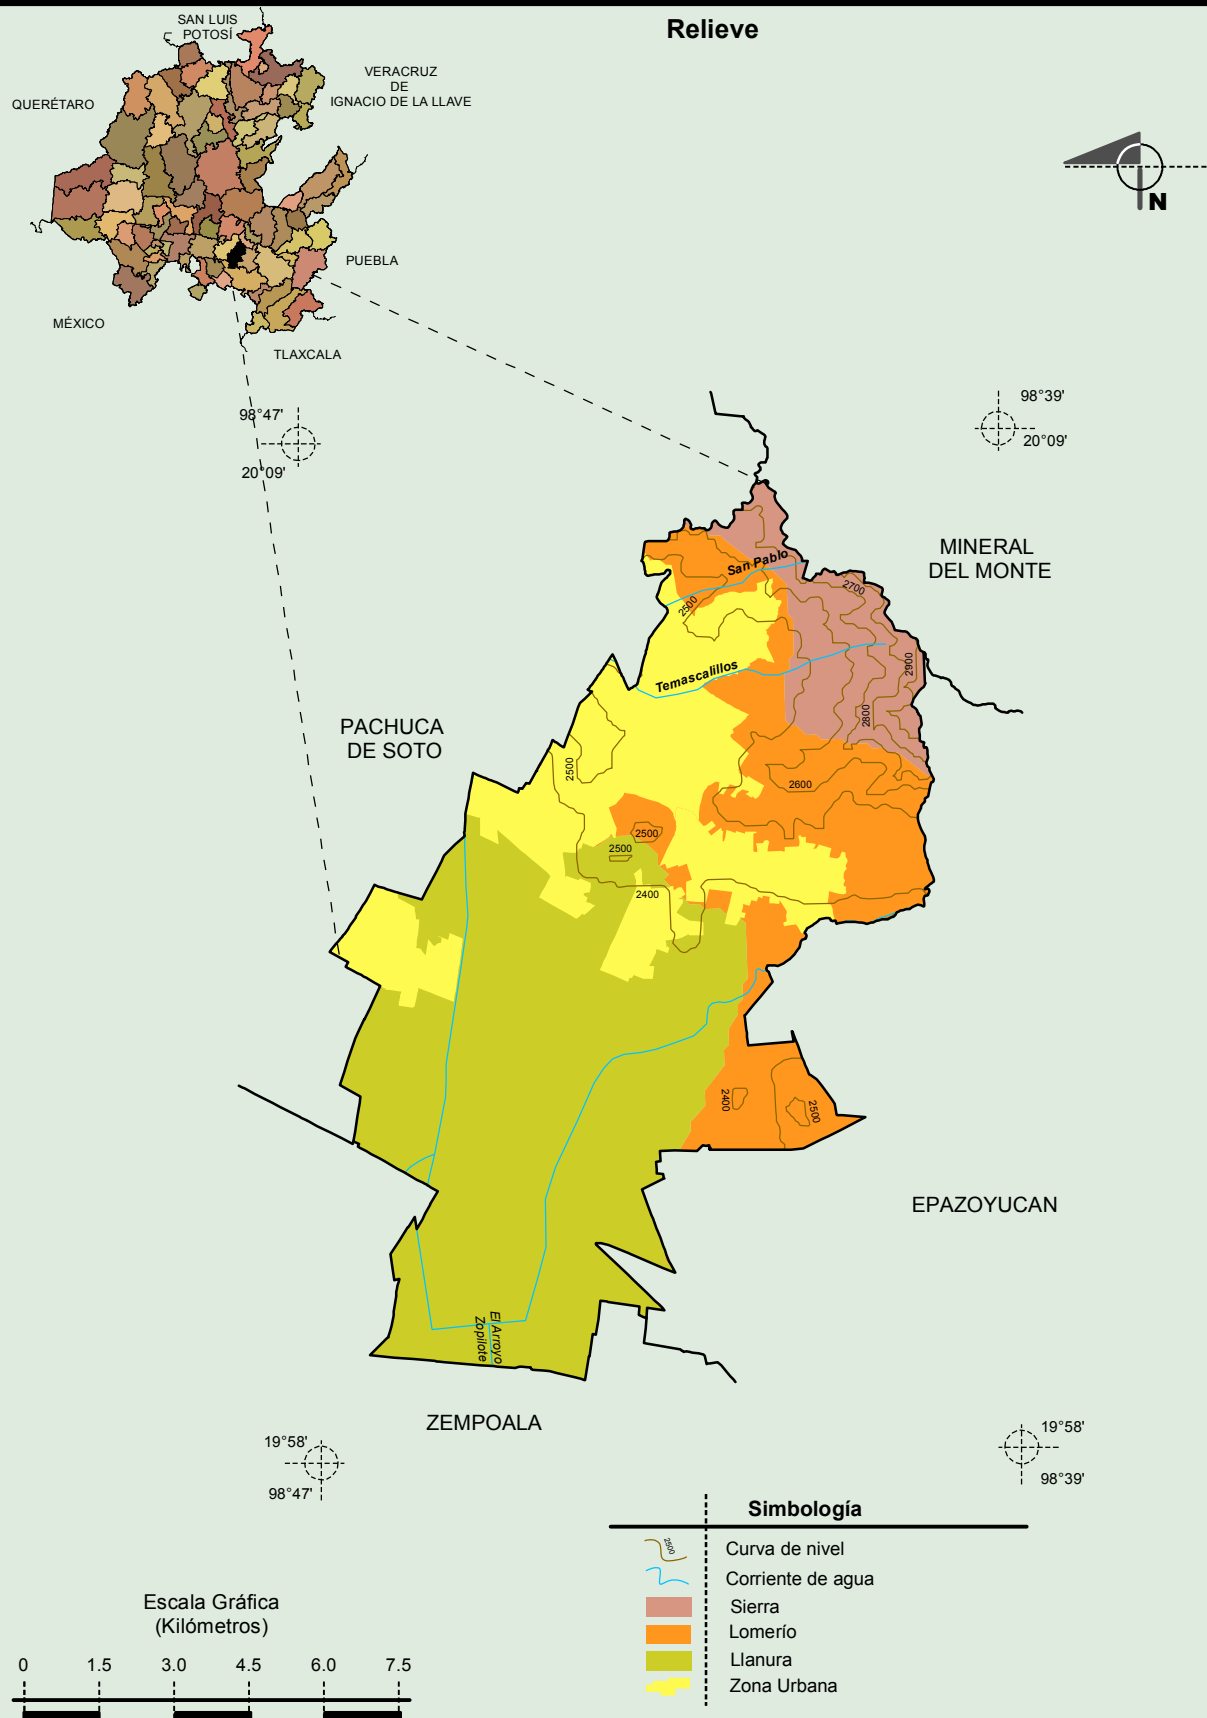 Relieve
SAN LUIS
POTOSÍ
VERACRUZ
DE
IGNACIO DE LA LLAVE
QUERÉTARO
PUEBLA
MÉXICO
TLAXCALA
N
98°47'
20°09'
98°39'
20°09'
MINERAL
DEL MONTE
San Pablo
2700
2500
2900
Temascalillos
2800
PACHUCA
DE SOTO
2500
2600
2500
2500
2400
2400
2500
EPAZOYUCAN
El Arroyo
Zopilote
ZEMPOALA
19°58'
98°47'
19°58'
98°39'
Simbología
2500
Curva de nivel
Corriente de agua
Sierra
Lomerío
Llanura
Zona Urbana
Escala Gráfica
(Kilómetros)
0 1.5 3.0 4.5 6.0 7.5